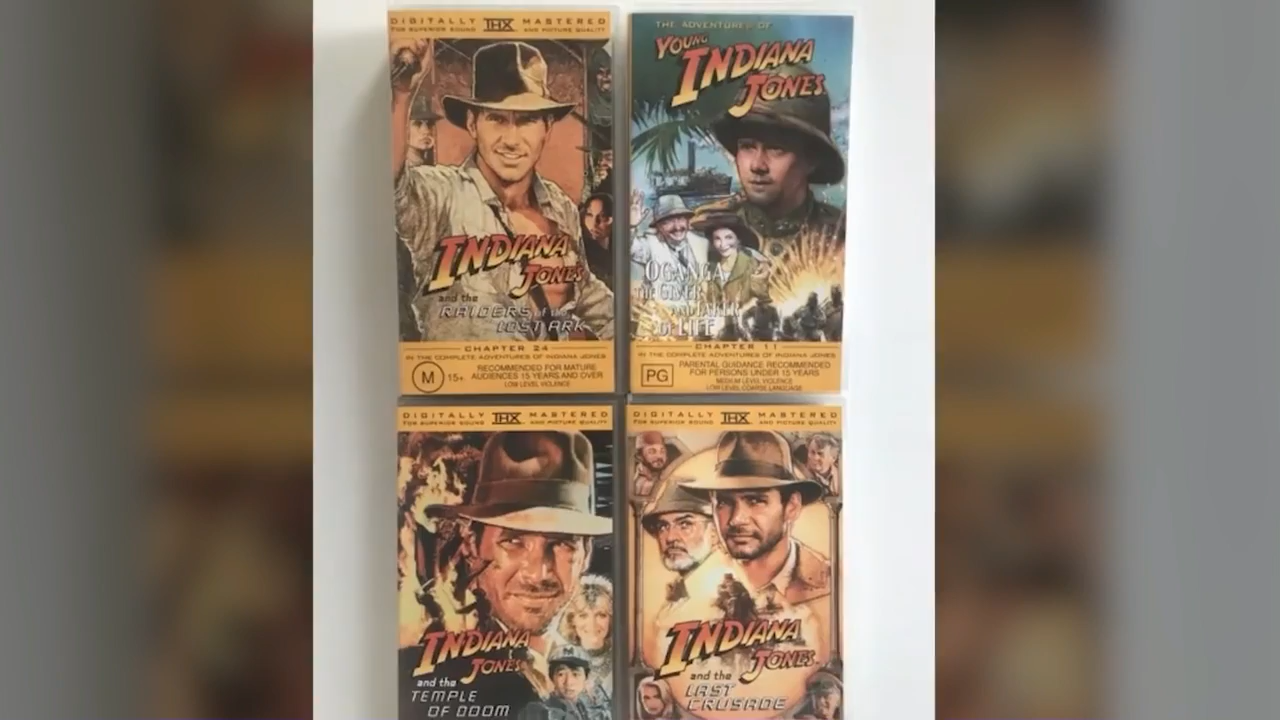 DIGITALLY THX MASTERED
FOR SUPERIOR SOUND AND PICTURE QUALITY
INDIANA
JONES
and the
RAIDERS of the
LOST ARK
CHAPTER 24
IN THE COMPLETE ADVENTURES OF INDIANA JONES
M 15+ RECOMMENDED FOR MATURE
AUDIENCES 15 YEARS AND OVER
LOW LEVEL VIOLENCE
THE ADVENTURES OF
YOUNG
INDIANA
JONES
OGANGA
THE GIVER
AND TAKER
OF LIFE
CHAPTER 11
IN THE COMPLETE ADVENTURES OF INDIANA JONES
PG PARENTAL GUIDANCE RECOMMENDED
FOR PERSONS UNDER 15 YEARS
MEDIUM LEVEL VIOLENCE
LOW LEVEL COARSE LANGUAGE
DIGITALLY THX MASTERED
FOR SUPERIOR SOUND AND PICTURE QUALITY
INDIANA
JONES
and the
TEMPLE
OF DOOM
DIGITALLY THX MASTERED
FOR SUPERIOR SOUND AND PICTURE QUALITY
INDIANA
JONES
and the
LAST
CRUSADE